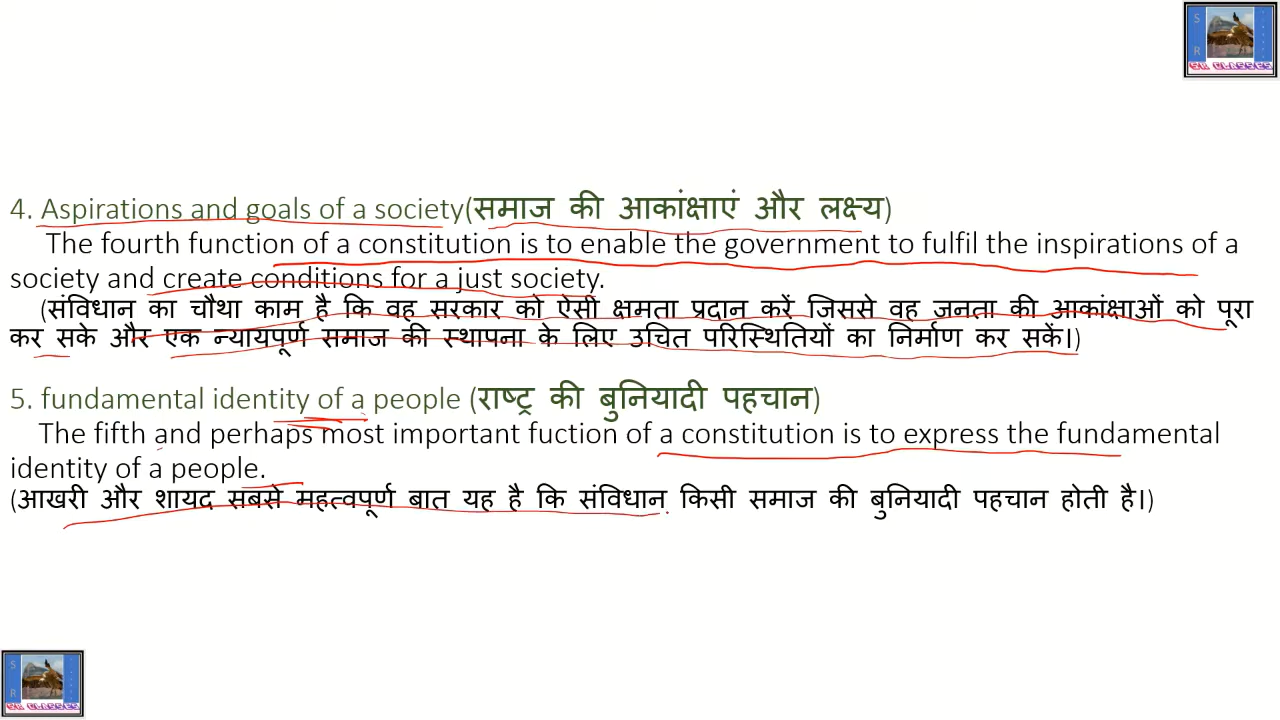 S
R
SR CLASSES
4. Aspirations and goals of a society(समाज की आकांक्षाएं और लक्ष्य)
The fourth function of a constitution is to enable the government to fulfil the inspirations of a
society and create conditions for a just society.
(संविधान का चौथा काम है कि वह सरकार को ऐसी क्षमता प्रदान करें जिससे वह जनता की आकांक्षाओं को पूरा
कर सके और एक न्यायपूर्ण समाज की स्थापना के लिए उचित परिस्थितियों का निर्माण कर सकें।)
5. fundamental identity of a people (राष्ट्र की बुनियादी पहचान)
The fifth and perhaps most important fuction of a constitution is to express the fundamental
identity of a people.
(आखरी और शायद सबसे महत्वपूर्ण बात यह है कि संविधान किसी समाज की बुनियादी पहचान होती है।)
S
R
SR CLASSES